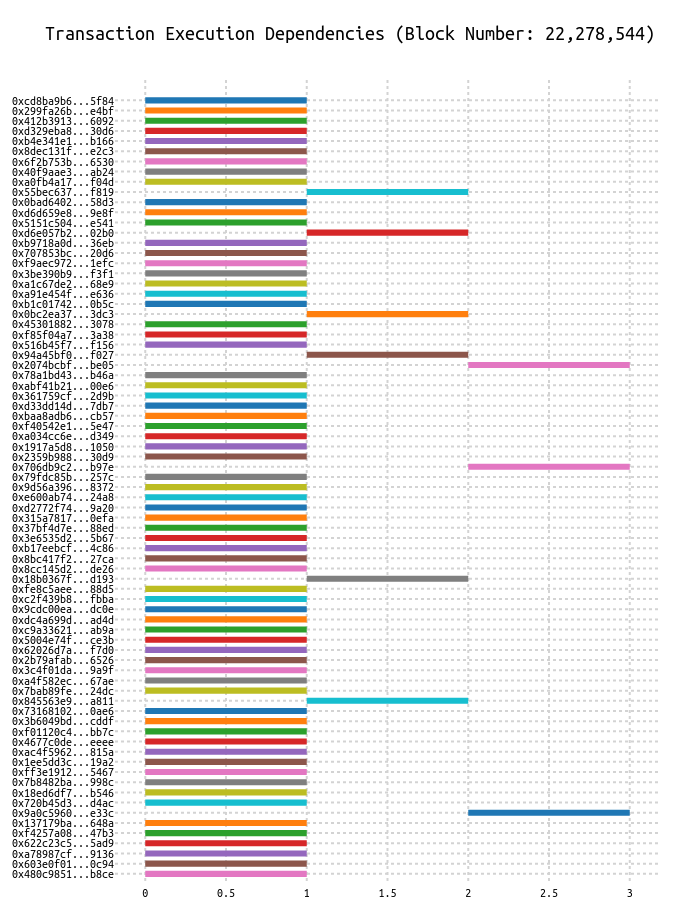 Transaction Execution Dependencies (Block Number: 22,278,544)
0xcd8ba9b6...5f84
0x299fa26b...e4bf
0x412b3913...6092
0xd329eba8...30d6
0xb4e341e1...b166
0x8dec131f...e2c3
0x6f2b753b...6530
0x40f9aae3...ab24
0xa0fb4a17...f04d
0x55bec637...f819
0x0bad6402...58d3
0xd6d659e8...9e8f
0x5151c504...e541
0xd6e057b2...02b0
0xb9718a0d...36eb
0x707853bc...20d6
0xf9aec972...1efc
0x3be390b9...f3f1
0xa1c67de2...68e9
0xa91e454f...e636
0xb1c01742...0b5c
0x0bc2ea37...3dc3
0x45301882...3078
0xf85f04a7...3a38
0x516b45f7...f156
0x94a45bf0...f027
0x2074bcbf...be05
0x78a1bd43...b46a
0xabf41b21...00e6
0x361759cf...2d9b
0xd33dd14d...7db7
0xbaa8adb6...cb57
0xf40542e1...5e47
0xa034cc6e...d349
0x1917a5d8...1050
0x2359b988...30d9
0x706db9c2...b97e
0x79fdc85b...257c
0x9d56a396...8372
0xe600ab74...24a8
0xd2772f74...9a20
0x315a7817...0efa
0x37bf4d7e...88ed
0x3e6535d2...5b67
0xb17eebcf...4c86
0x8bc417f2...27ca
0x8cc145d2...de26
0x18b0367f...d193
0xfe8c5aee...88d5
0xc2f439b8...fbba
0x9cdc00ea...dc0e
0xdc4a699d...ad4d
0xc9a33621...ab9a
0x5004e74f...ce3b
0x62026d7a...f7d0
0x2b79afab...6526
0x3c4f01da...9a9f
0xa4f582ec...67ae
0x7bab89fe...24dc
0x845563e9...a811
0x73168102...0ae6
0x3b6049bd...cddf
0xf01120c4...bb7c
0x4677c0de...eeee
0xac4f5962...815a
0x1ee5dd3c...19a2
0xff3e1912...5467
0x7b8482ba...998c
0x18ed6df7...b546
0x720b45d3...d4ac
0x9a0c5960...e33c
0x137179ba...648a
0xf4257a08...47b3
0x622c23c5...5ad9
0xa78987cf...9136
0x603e0f01...0c94
0x480c9851...b8ce
0 0.5 1 1.5 2 2.5 3